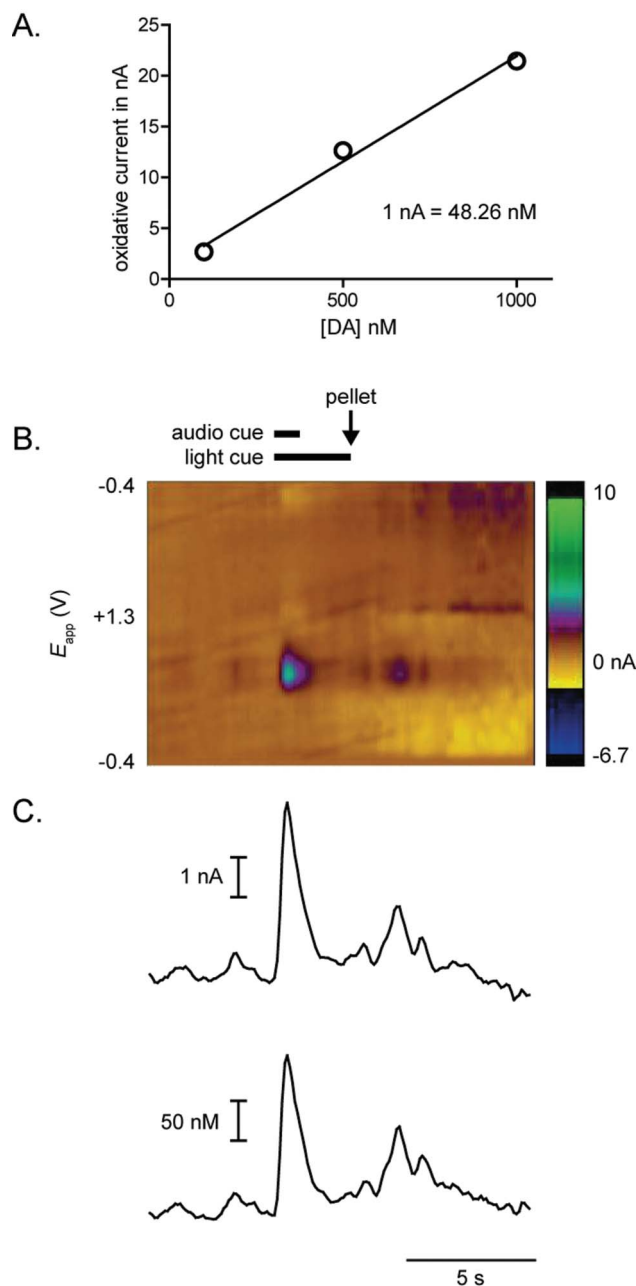 A.
25
20
15
10
5
0
oxidative current in nA
1 nA = 48.26 nM
0
500
1000
[DA] nM
pellet
B.
audio cue
light cue
-0.4
+1.3
-0.4
E_app (V)
10
0 nA
-6.7
C.
1 nA
50 nM
5 s